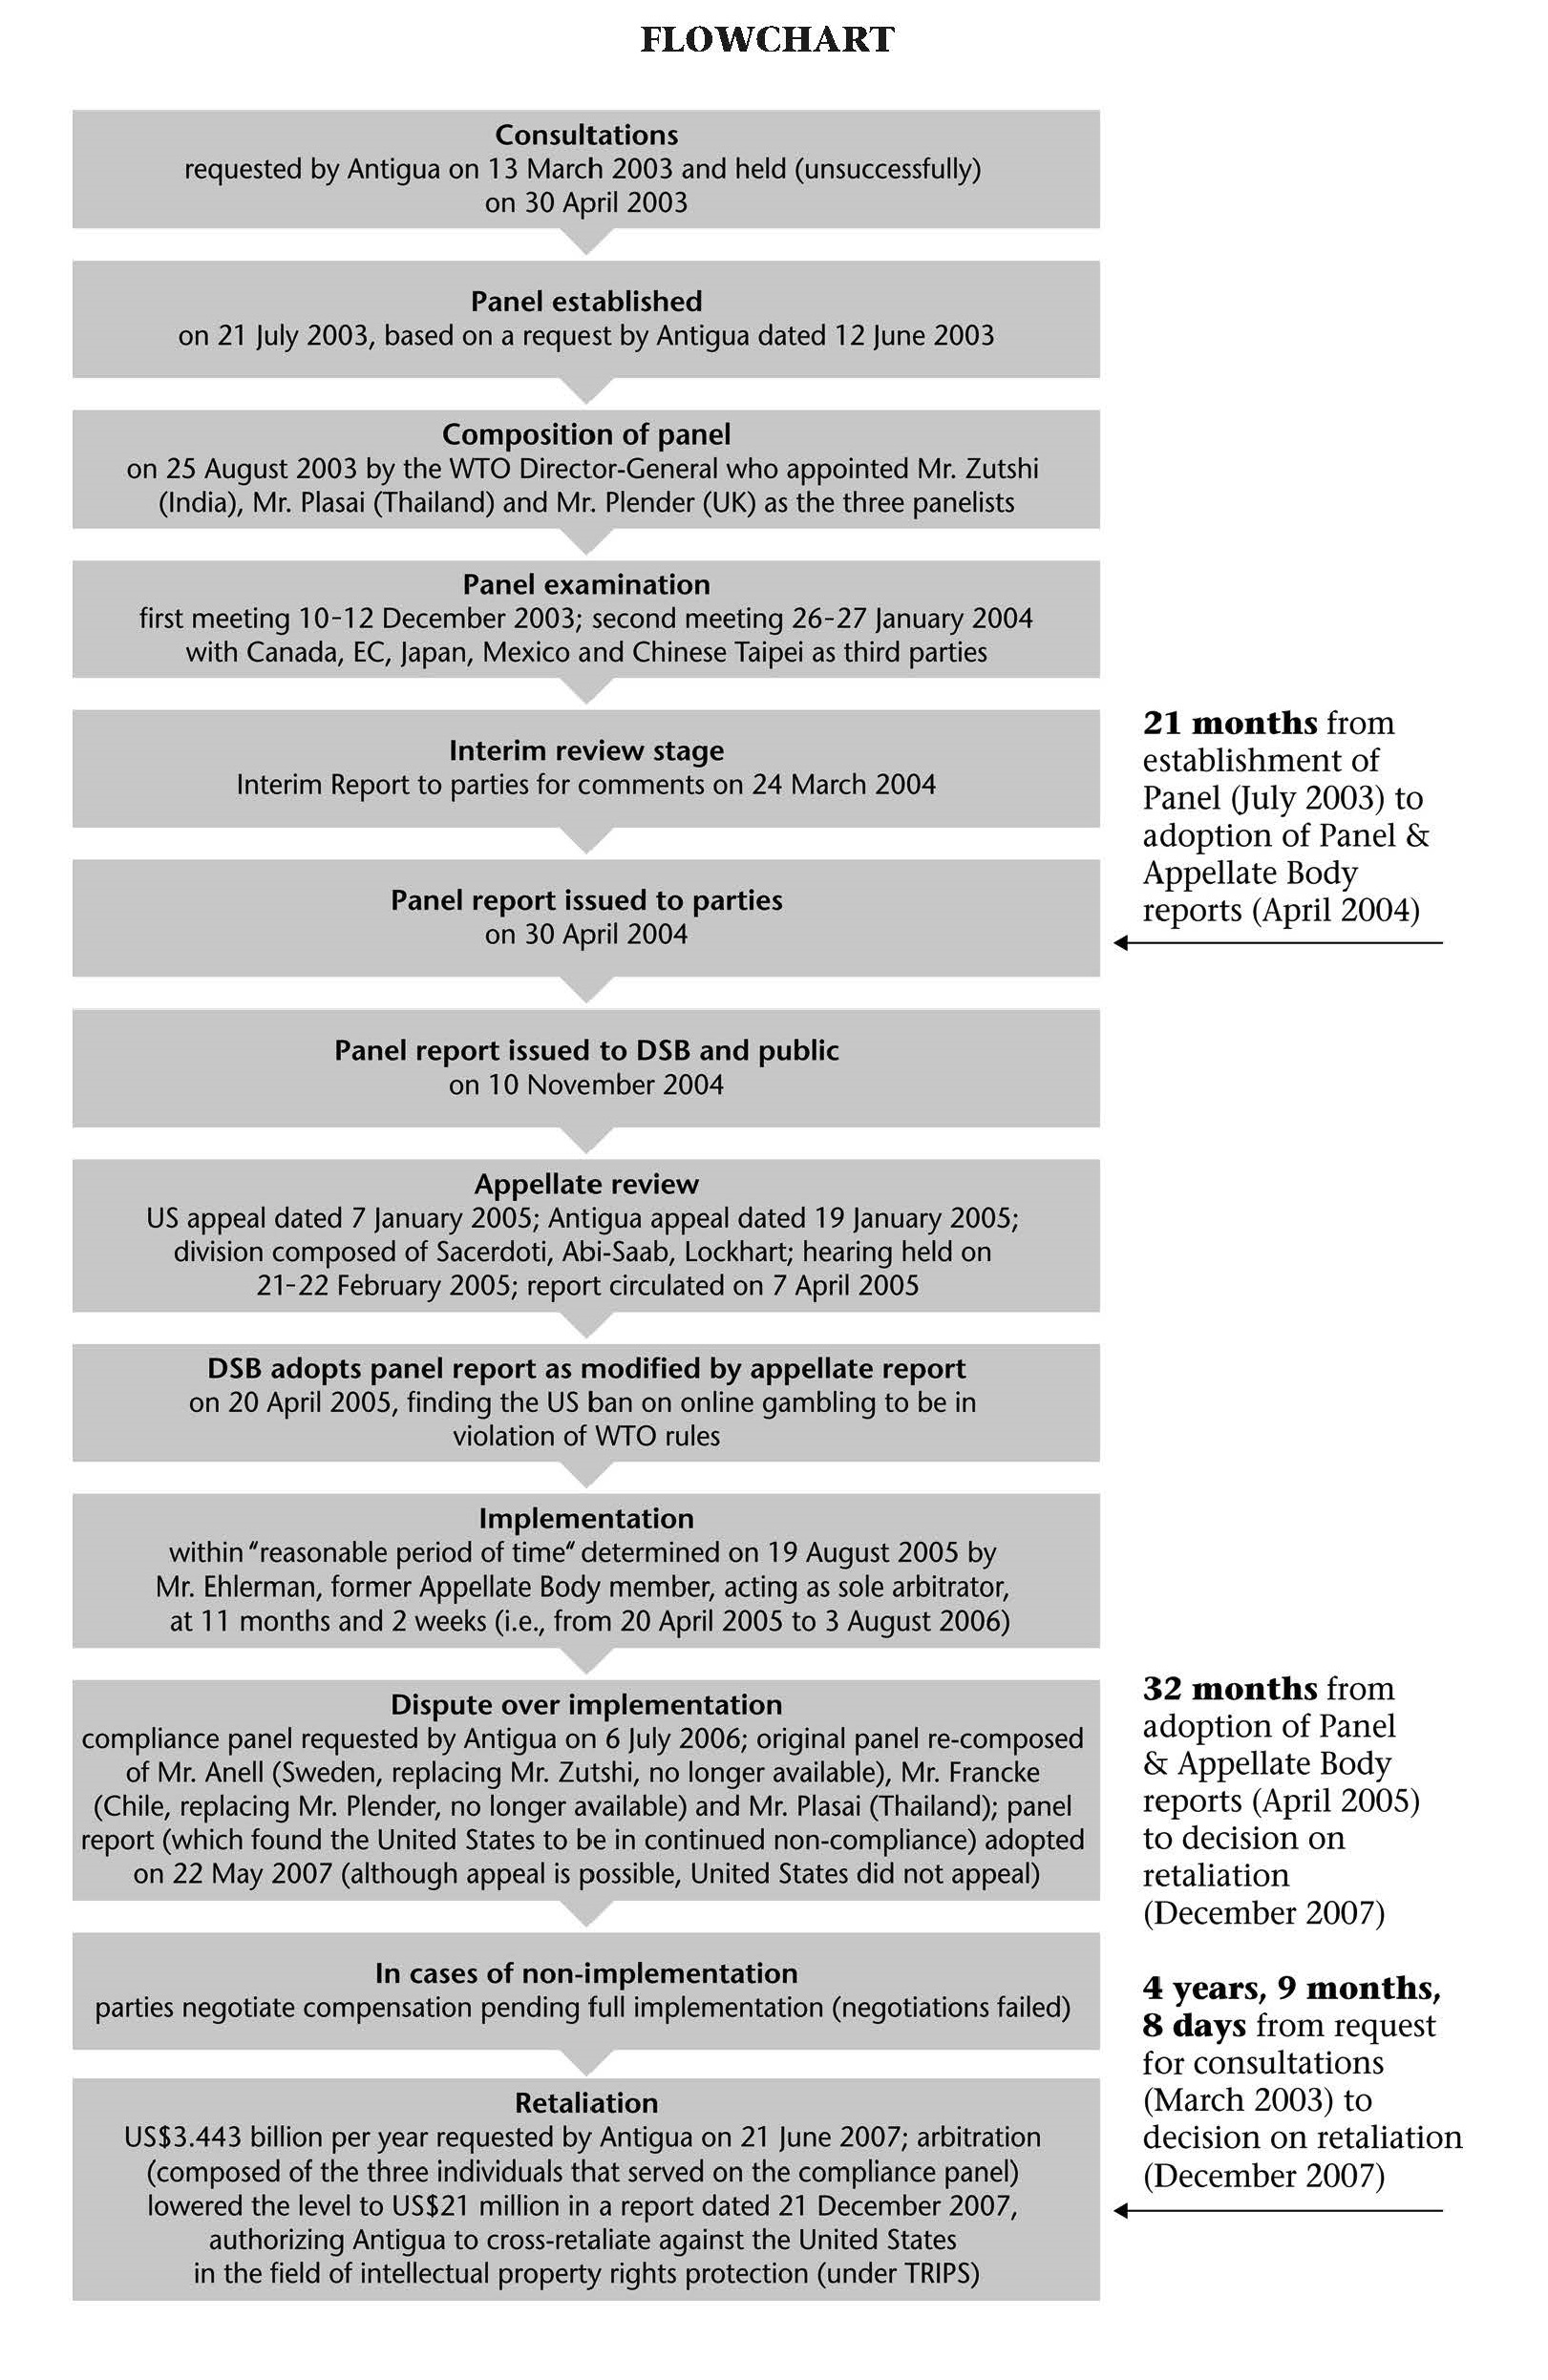 FLOWCHART
Consultations
requested by Antigua on 13 March 2003 and held (unsuccessfully)
on 30 April 2003
Panel established
on 21 July 2003, based on a request by Antigua dated 12 June 2003
Composition of panel
on 25 August 2003 by the WTO Director-General who appointed Mr. Zutshi
(India), Mr. Plasai (Thailand) and Mr. Plender (UK) as the three panelists
Panel examination
first meeting 10-12 December 2003; second meeting 26-27 January 2004
with Canada, EC, Japan, Mexico and Chinese Taipei as third parties
Interim review stage
Interim Report to parties for comments on 24 March 2004
21 months from
establishment of
Panel (July 2003) to
adoption of Panel &
Appellate Body
reports (April 2004)
Panel report issued to parties
on 30 April 2004
Panel report issued to DSB and public
on 10 November 2004
Appellate review
US appeal dated 7 January 2005; Antigua appeal dated 19 January 2005;
division composed of Sacerdoti, Abi-Saab, Lockhart; hearing held on
21-22 February 2005; report circulated on 7 April 2005
DSB adopts panel report as modified by appellate report
on 20 April 2005, finding the US ban on online gambling to be in
violation of WTO rules
Implementation
within “reasonable period of time“ determined on 19 August 2005 by
Mr. Ehlerman, former Appellate Body member, acting as sole arbitrator,
at 11 months and 2 weeks (i.e., from 20 April 2005 to 3 August 2006)
Dispute over implementation
compliance panel requested by Antigua on 6 July 2006; original panel re-composed
of Mr. Anell (Sweden, replacing Mr. Zutshi, no longer available), Mr. Francke
(Chile, replacing Mr. Plender, no longer available) and Mr. Plasai (Thailand); panel
report (which found the United States to be in continued non-compliance) adopted
on 22 May 2007 (although appeal is possible, United States did not appeal)
32 months from
adoption of Panel
& Appellate Body
reports (April 2005)
to decision on
retaliation
(December 2007)
In cases of non-implementation
parties negotiate compensation pending full implementation (negotiations failed)
4 years, 9 months,
8 days from request
for consultations
(March 2003) to
decision on retaliation
(December 2007)
Retaliation
US$3.443 billion per year requested by Antigua on 21 June 2007; arbitration
(composed of the three individuals that served on the compliance panel)
lowered the level to US$21 million in a report dated 21 December 2007,
authorizing Antigua to cross-retaliate against the United States
in the field of intellectual property rights protection (under TRIPS)